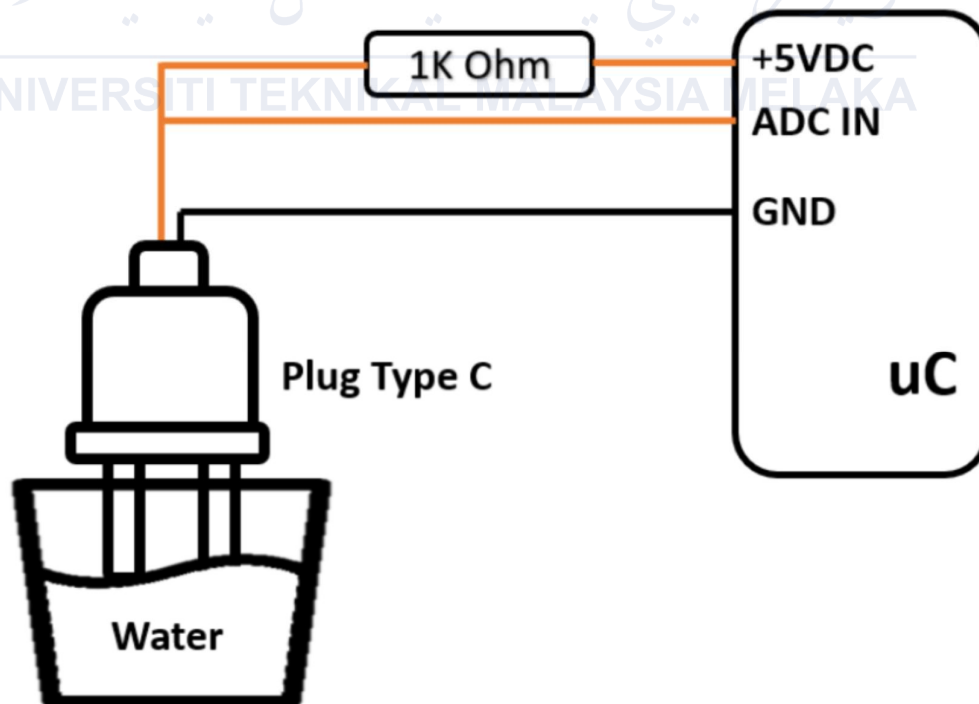 1K Ohm
+5VDC
UNIVERSITI TEKNIKAL MALAYSIA MELAKA
ADC IN
GND
Plug Type C
uC
Water